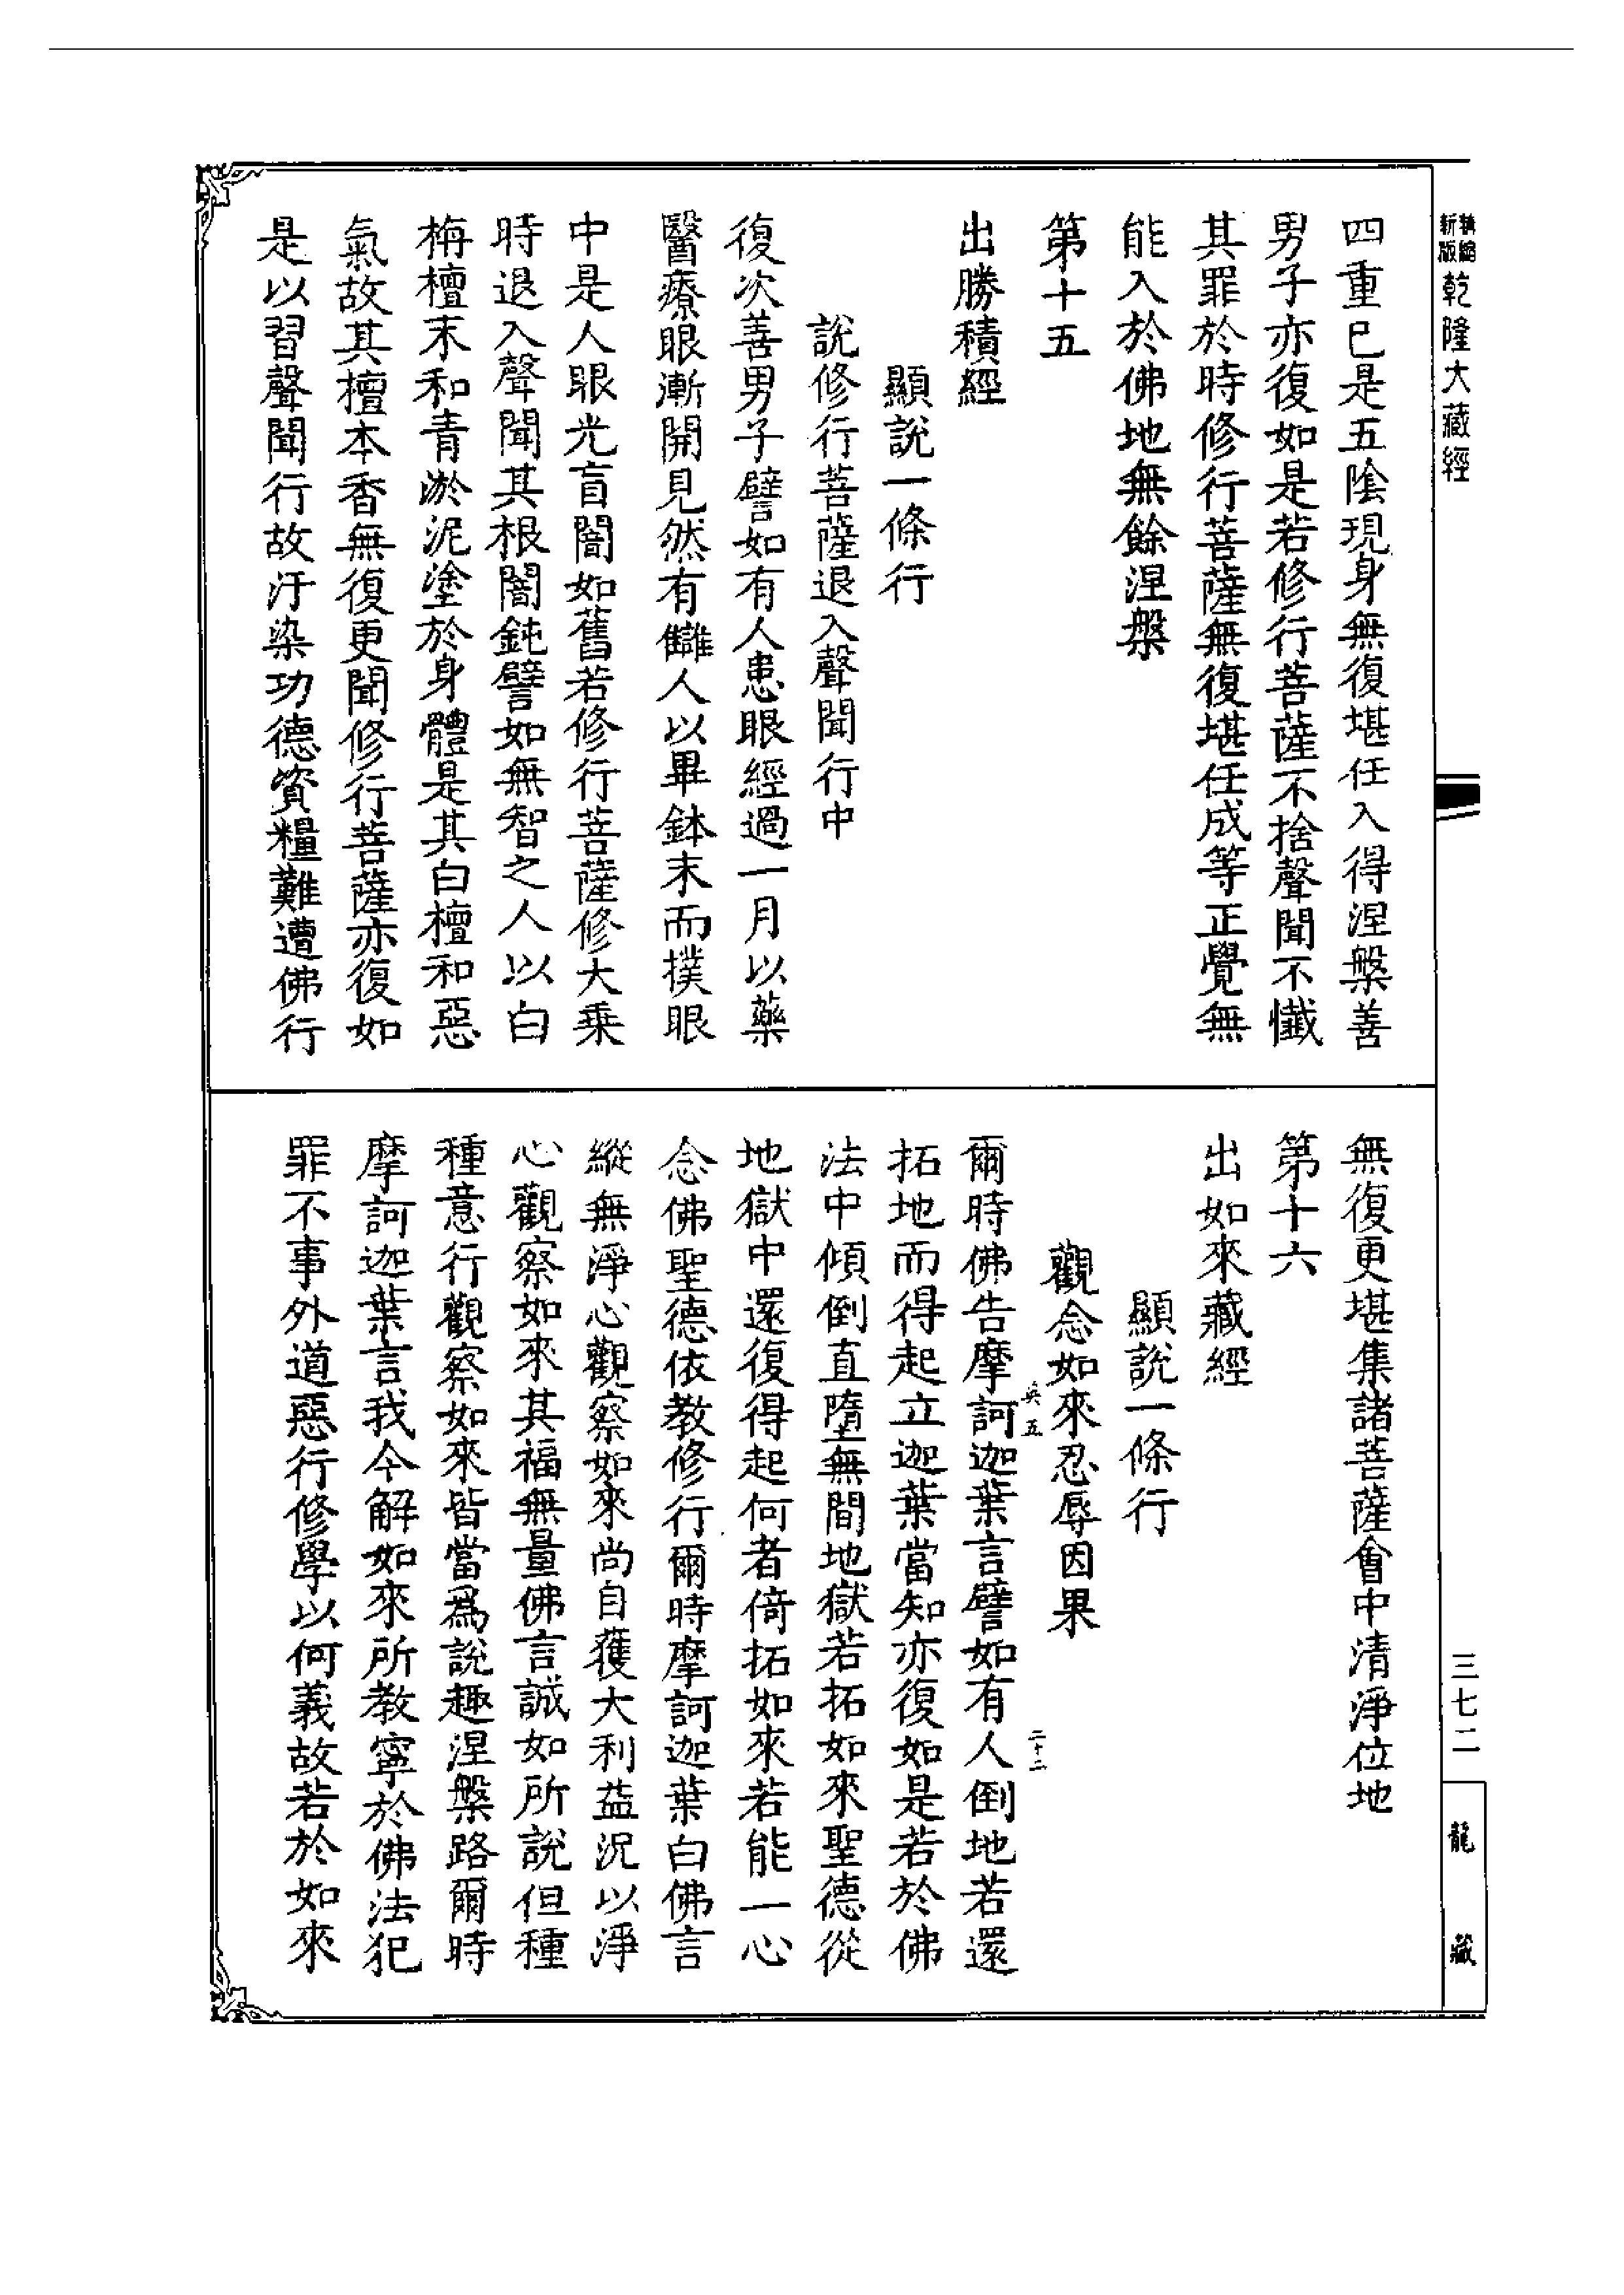 精縮新版乾隆大藏經
四重已是五陰現身無復堪任入得涅槃善
男子亦復如是若修行菩薩不捨聲聞不懺
其罪於時修行菩薩無復堪任成等正覺無
能入於佛地無餘涅槃
第十五
出勝積經
顯說一條行
說修行菩薩退入聲聞行中
復次善男子譬如有人患眼經過一月以藥
醫療眼漸開見然有讎人以畢鉢末而撲眼
中是人眼光盲闇如舊若修行菩薩修大乘
時退入聲聞其根闇鈍譬如無智之人以白
栴檀末和青淤泥塗於身體是其白檀和惡
氣故其檀本香無復更聞修行菩薩亦復如
是以習聲聞行故汙染功德資糧難遭佛行
無復更堪集諸菩薩會中清淨位地
第十六
出如來藏經
顯說一條行
觀念如來忍辱因果
五 二十二
爾時佛告摩訶迦葉言譬如有人倒地若還
拓地而得起立迦葉當知亦復如是若於佛
法中傾倒直墮無間地獄若拓如來聖德從
地獄中還復得起何者倚拓如來若能一心
念佛聖德依教修行爾時摩訶迦葉白佛言
縱無淨心觀察如來尚自獲大利益況以淨
心觀察如來其福無量佛言誠如所說但種
種意行觀察如來皆當為說趣涅槃路爾時
摩訶迦葉言我今解如來所教寧於佛法犯
罪不事外道惡行修學以何義故若於如來
三七二
龍藏